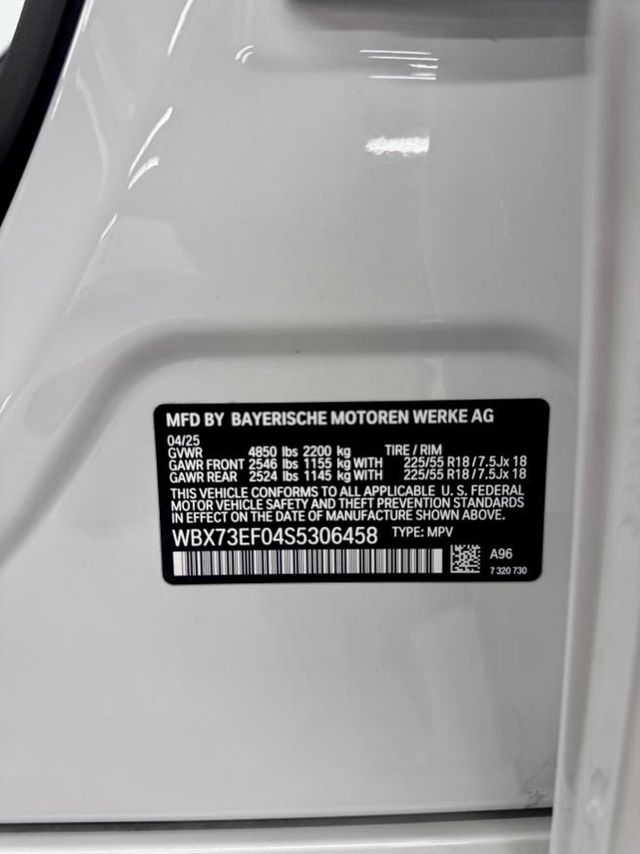 MFD BY BAYERISCHE MOTOREN WERKE AG
04/25
GVWR 4850 lbs 2200 kg TIRE / RIM
GAWR FRONT 2546 lbs 1155 kg WITH 225/55 R18 / 7.5Jx 18
GAWR REAR 2524 lbs 1145 kg WITH 225/55 R18 / 7.5Jx 18
THIS VEHICLE CONFORMS TO ALL APPLICABLE U. S. FEDERAL
MOTOR VEHICLE SAFETY AND THEFT PREVENTION STANDARDS
IN EFFECT ON THE DATE OF MANUFACTURE SHOWN ABOVE.
WBX73EF04S5306458 TYPE: MPV
A96
7 320 730